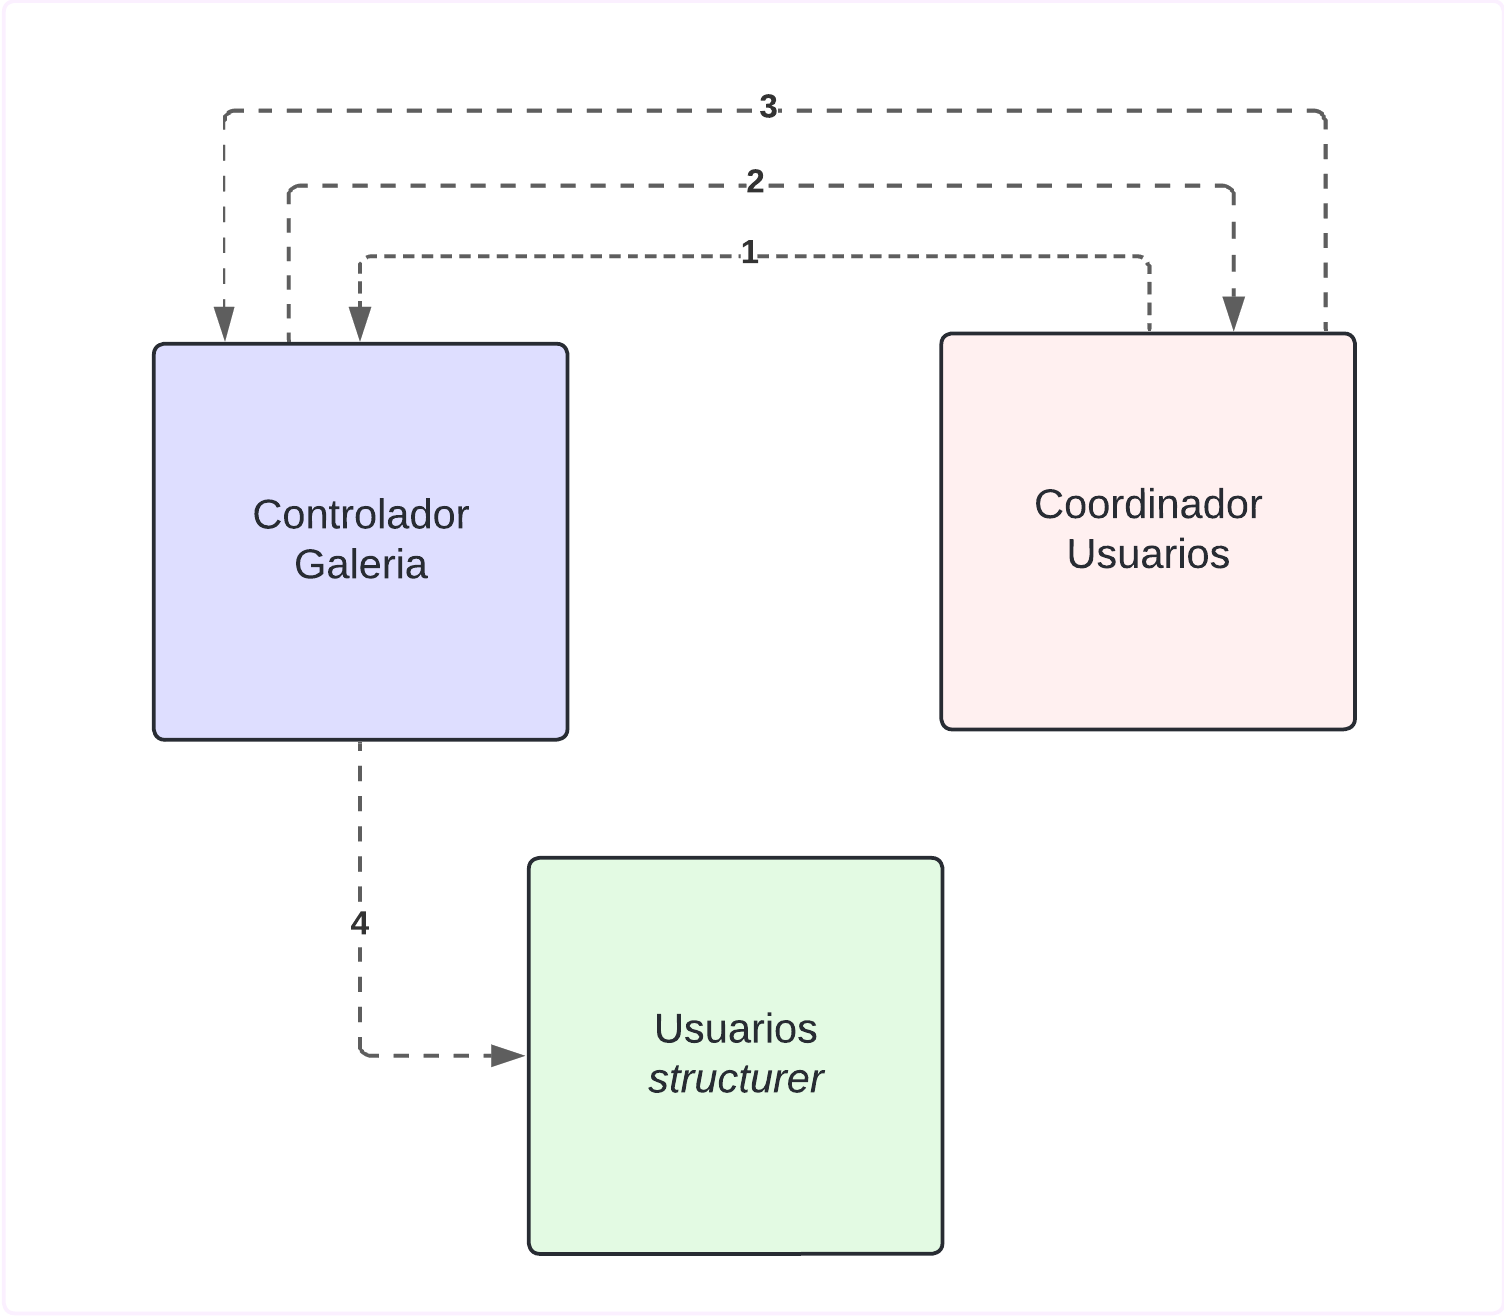 3
2
1
Controlador
Galeria
Coordinador
Usuarios
4
Usuarios
structurer